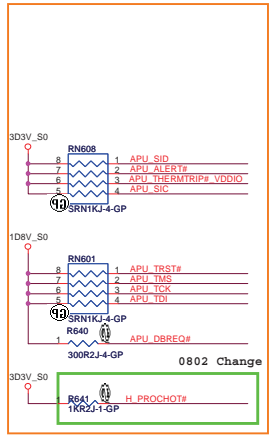 3D3V_S0
RN608
8 1 APU_SID
7 2 APU_ALERT#
6 3 APU_THERMTRIP#_VDDIO
5 4 APU_SIC
SRN1KJ-4-GP
1D8V_S0
RN601
8 1 APU_TRST#
7 2 APU_TMS
6 3 APU_TCK
5 4 APU_TDI
SRN1KJ-4-GP
R640
1 APU_DBREQ#
300R2J-4-GP
0802 Change
3D3V_S0
R641
1 H_PROCHOT#
1KR2J-1-GP